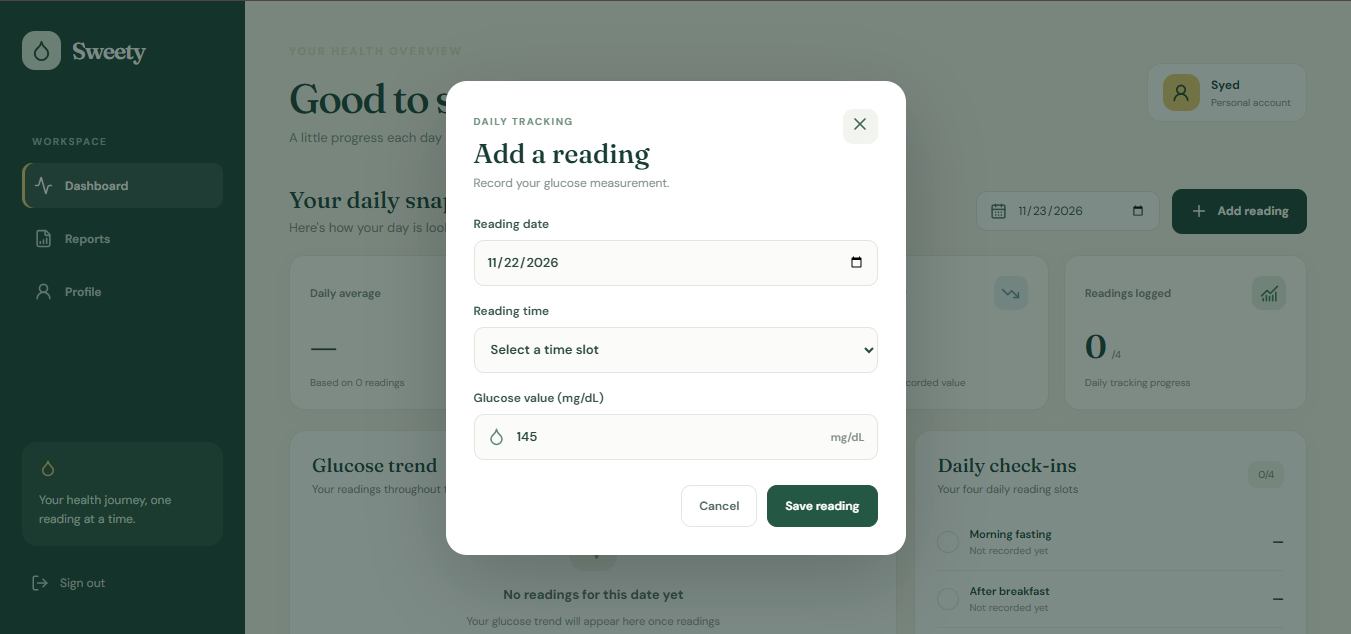 Sweety
WORKSPACE
Dashboard
Reports
Profile
Your health journey, one
reading at a time.
Sign out
YOUR HEALTH OVERVIEW
Good to
A little progress each day
Syed
Personal account
Your daily
Here's how your day is
11/23/2026
Add reading
Daily average
—
Based on 0 readings
value
Readings logged
0 /4
Daily tracking progress
Glucose trend
Your readings throughout
No readings for this date yet
Your glucose trend will appear here once readings
Daily check-ins
Your four daily reading slots
0/4
Morning fasting
Not recorded yet
—
After breakfast
Not recorded yet
—
DAILY TRACKING
Add a reading
Record your glucose measurement.
Reading date
11/22/2026
Reading time
Select a time slot
Glucose value (mg/dL)
145
mg/dL
Cancel
Save reading